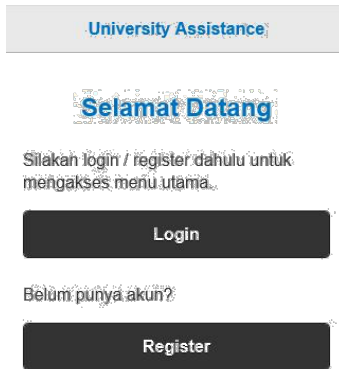 University Assistance
Selamat Datang
Silakan login / register dahulu untuk
mengakses menu utama.
Login
Belum punya akun?
Register